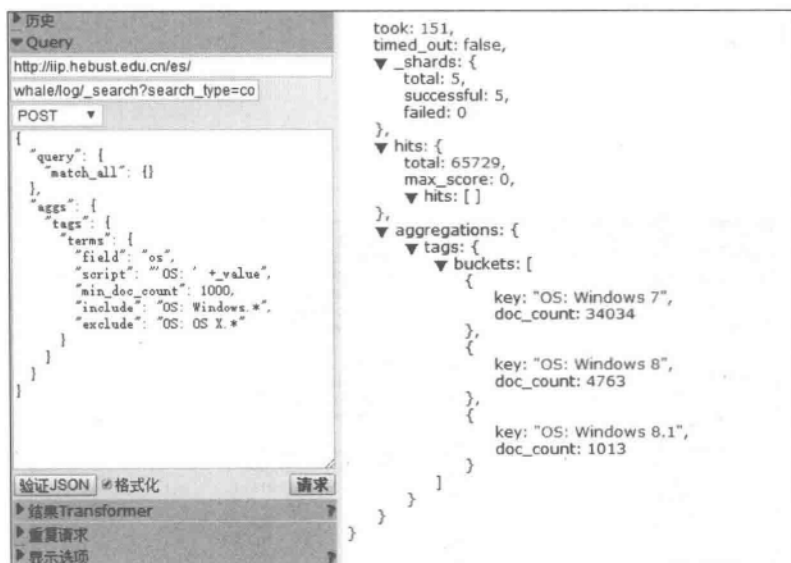 历史
Query
http://iip.hebust.edu.cn/es/
whale/log/_search?search_type=co
POST
{
"query": {
"match_all": {}
},
"aggs": {
"tags": {
"terms": {
"field": "os",
"script": "'OS: ' +_value",
"min_doc_count": 1000,
"include": "OS: Windows.*",
"exclude": "OS: OS X.*"
}
}
}
}
验证JSON 格式化 请求
结果Transformer ?
重复请求
显示选项 ?
took: 151,
timed_out: false,
_shards: {
total: 5,
successful: 5,
failed: 0
},
hits: {
total: 65729,
max_score: 0,
hits: [ ]
},
aggregations: {
tags: {
buckets: [
{
key: "OS: Windows 7",
doc_count: 34034
},
{
key: "OS: Windows 8",
doc_count: 4763
},
{
key: "OS: Windows 8.1",
doc_count: 1013
}
]
}
}
}